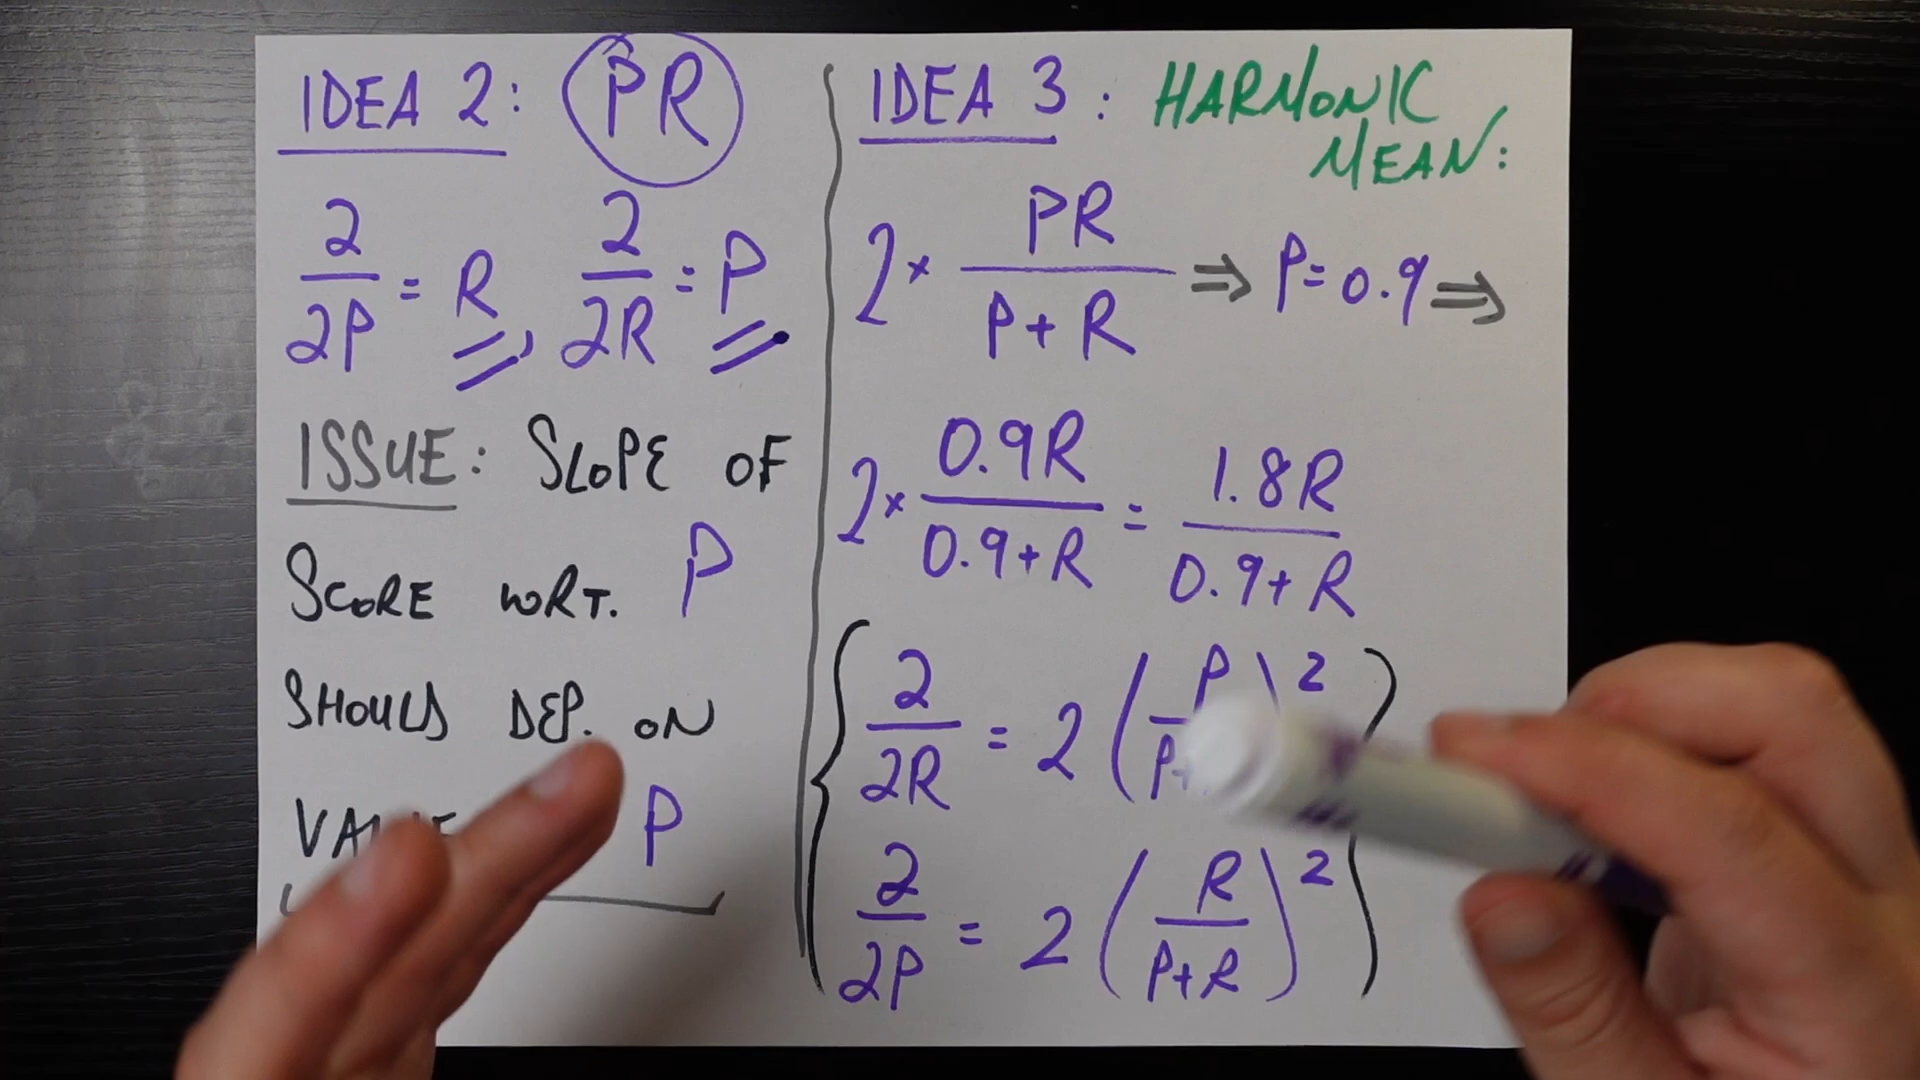 IDEA 2: PR
2/2P = R, 2/2R = P
ISSUE: SLOPE OF
SCORE WRT. P
SHOULD DEP. ON
P
IDEA 3: HARMONIC
MEAN:
2 × PR/(P+R) ⇒ P=0.9 ⇒
2 × 0.9R/(0.9+R) = 1.8R/(0.9+R)
2/2R = 2(P/P+ )²
2/2P = 2(R/(P+R))²